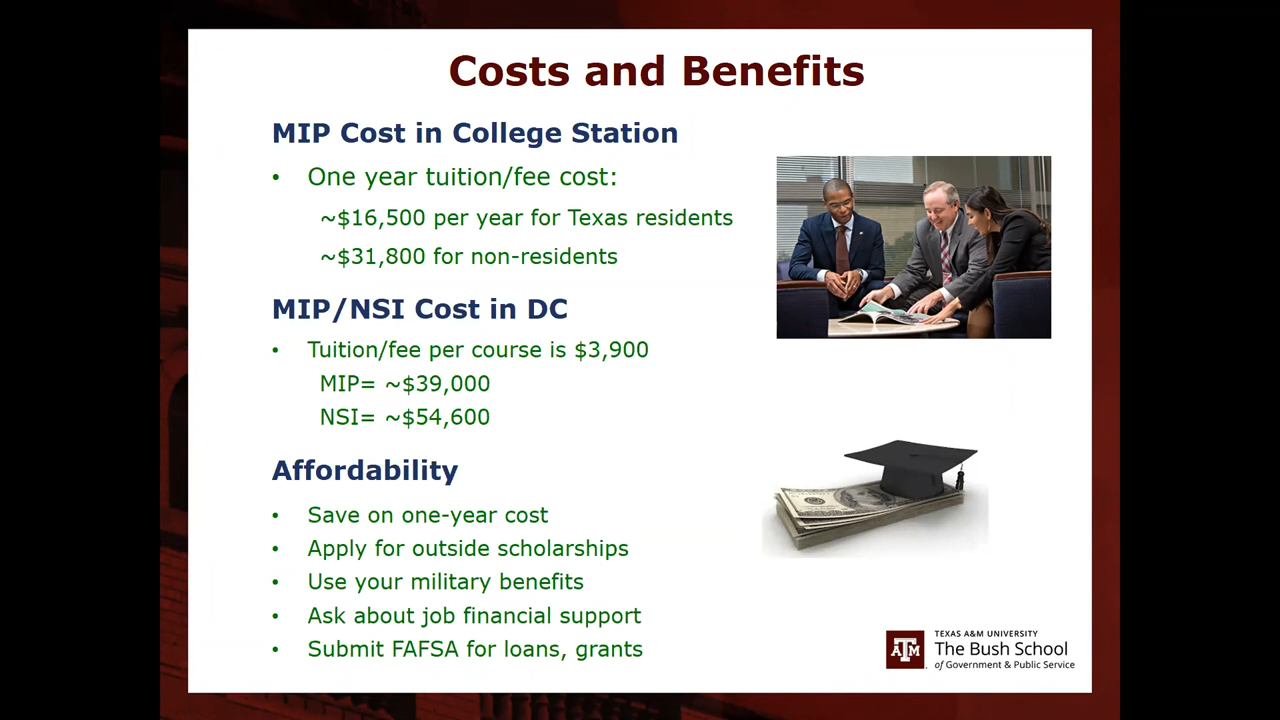 Costs and Benefits
MIP Cost in College Station
• One year tuition/fee cost:
~$16,500 per year for Texas residents
~$31,800 for non-residents
MIP/NSI Cost in DC
• Tuition/fee per course is $3,900
MIP= ~$39,000
NSI= ~$54,600
Affordability
• Save on one-year cost
• Apply for outside scholarships
• Use your military benefits
• Ask about job financial support
• Submit FAFSA for loans, grants
ATM
TEXAS A&M UNIVERSITY
The Bush School
of Government & Public Service